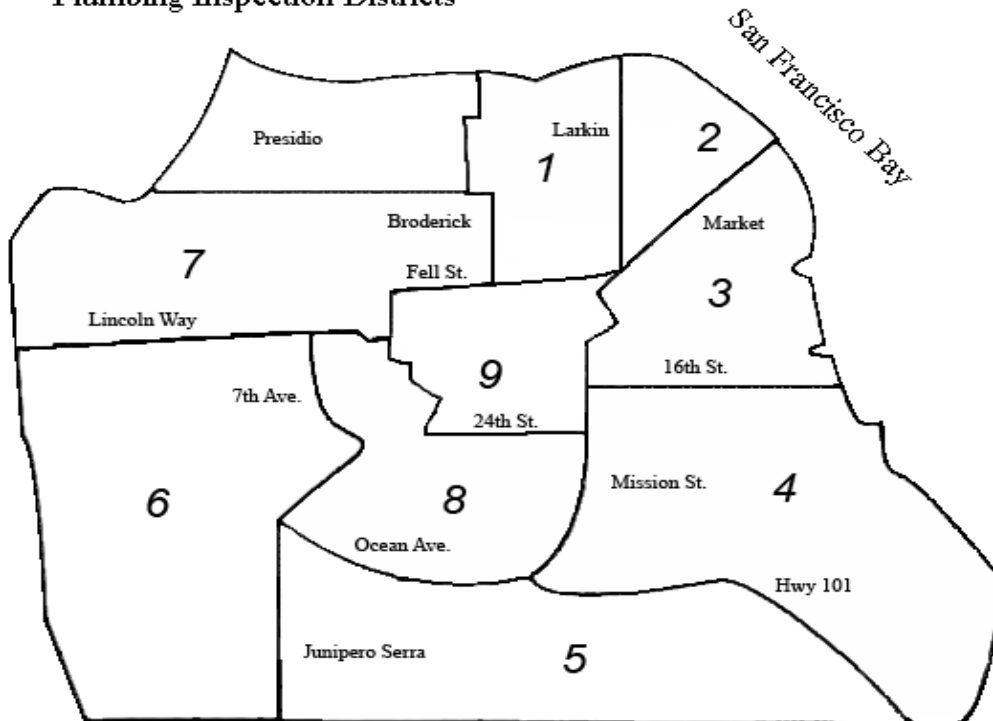 Plumbing Inspection Districts
San Francisco Bay
Presidio
Larkin
1
2
Broderick
Market
7
Fell St.
3
Lincoln Way
16th St.
9
7th Ave.
24th St.
6
8
Mission St.
4
Ocean Ave.
Hwy 101
Junipero Serra
5